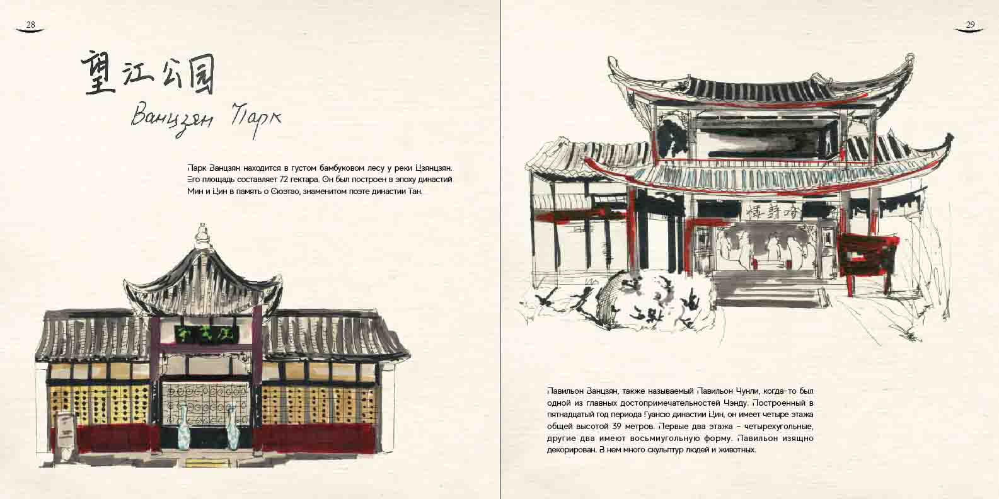 28
望江公园
Ванцзян Парк
Парк Ванцзян находится в густом бамбуковом лесу у реки Цзянцзян.
Его площадь составляет 72 гектара. Он был построен в эпоху династий
Мин и Цин в память о Сюэтао, знаменитом поэте династии Тан.
29
吟詩樓
Павильон Ванцзян, также называемый Павильон Чунли, когда-то был
одной из главных достопримечательностей Чэнду. Построенный в
пятнадцатый год периода Гуансю династии Цин, он имеет четыре этажа
общей высотой 39 метров. Первые два этажа - четырехугольные,
другие два имеют восьмиугольную форму. Павильон изящно
декорирован. В нем много скульптур людей и животных.